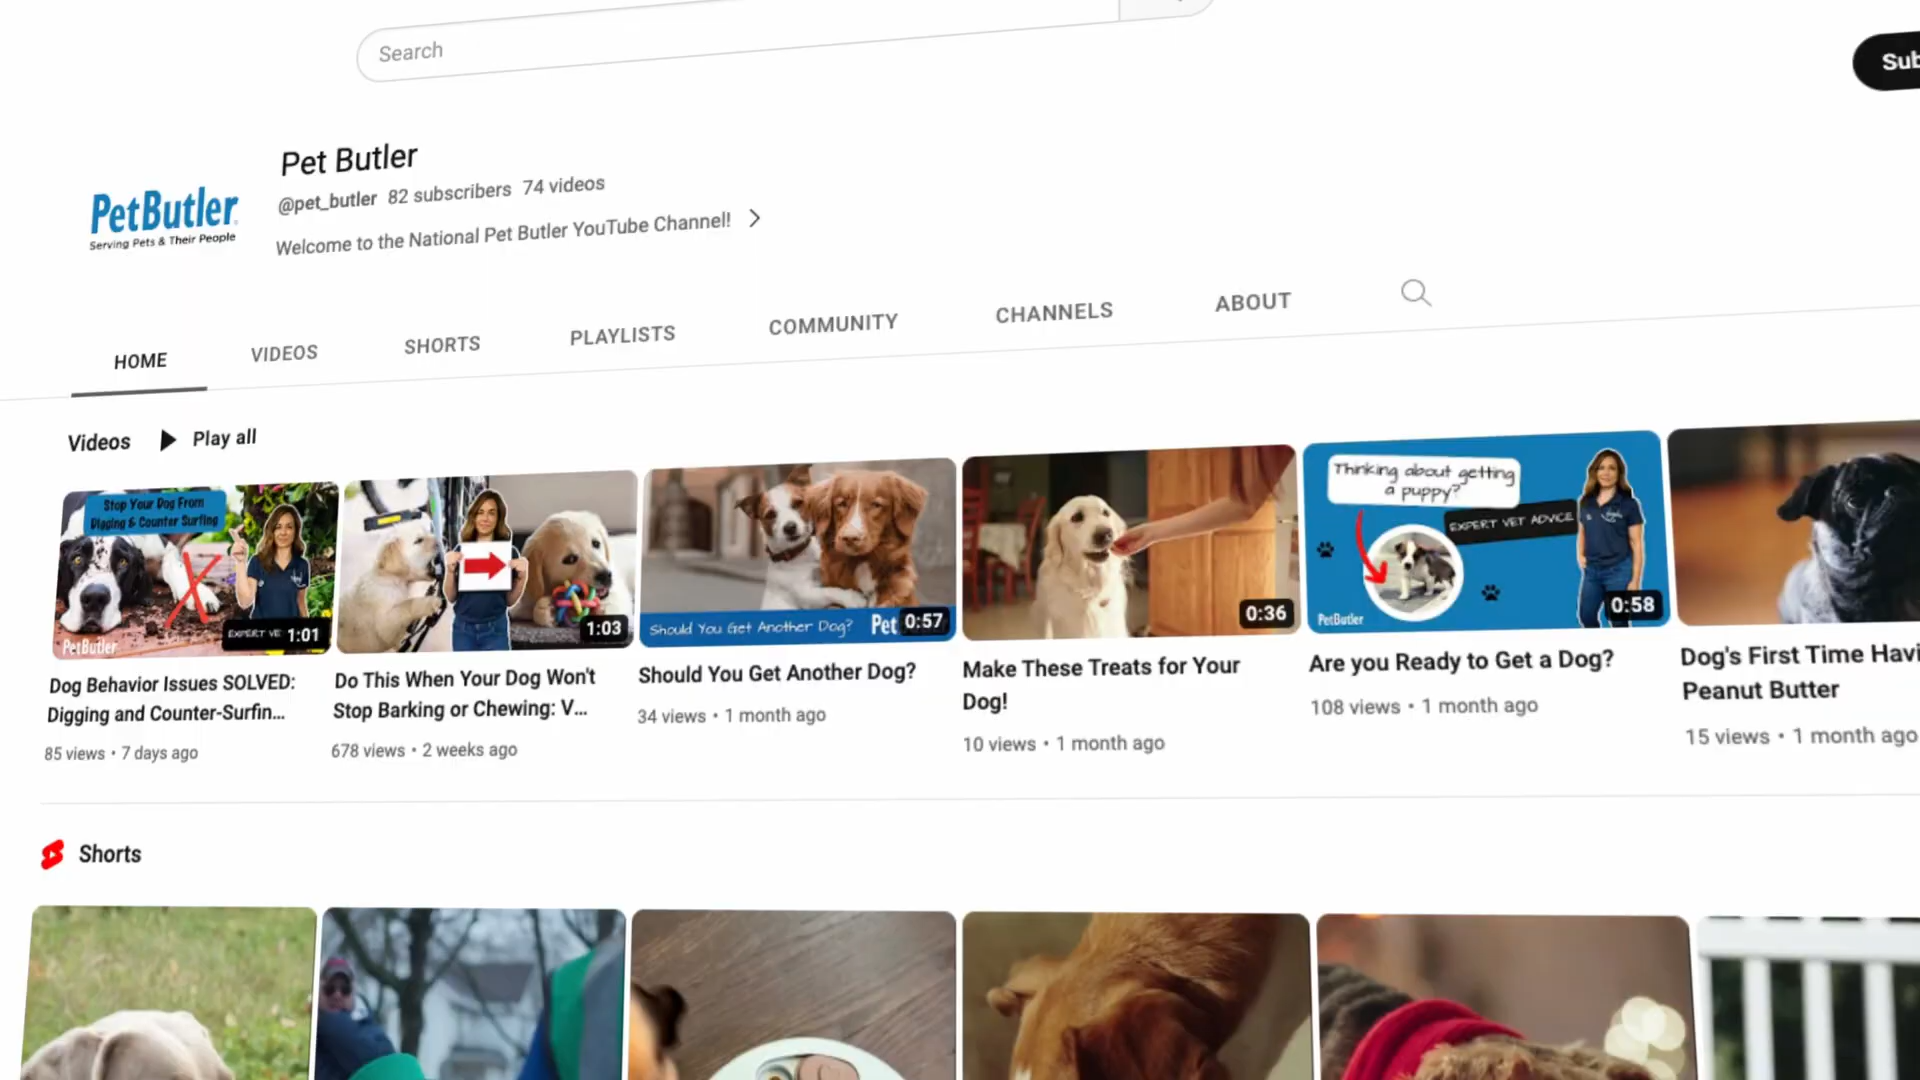 Search
Sub
Pet Butler
@pet_butler 82 subscribers 74 videos
Welcome to the National Pet Butler YouTube Channel!
PetButler
Serving Pets & Their People
HOME
VIDEOS
SHORTS
PLAYLISTS
COMMUNITY
CHANNELS
ABOUT
Videos
Play all
Stop Your Dog From
Digging & Counter Surfing
EXPERT VE
1:01
PetButler
1:03
Should You Get Another Dog?
Pet
0:57
0:36
Thinking about getting
a puppy?
EXPERT VET ADVICE
PetButler
0:58
Dog Behavior Issues SOLVED:
Digging and Counter-Surfin...
85 views • 7 days ago
Do This When Your Dog Won't
Stop Barking or Chewing: V...
678 views • 2 weeks ago
Should You Get Another Dog?
34 views • 1 month ago
Make These Treats for Your
Dog!
10 views • 1 month ago
Are you Ready to Get a Dog?
108 views • 1 month ago
Dog's First Time Havi
Peanut Butter
15 views • 1 month ago
Shorts